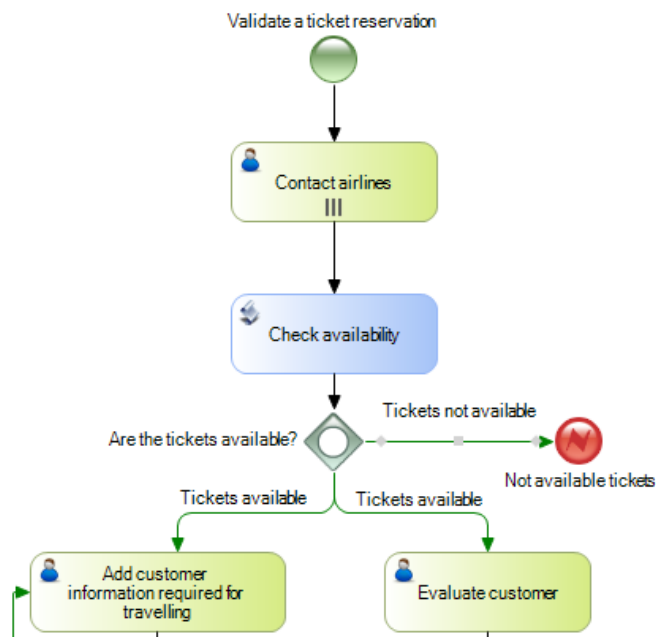 Validate a ticket reservation
Contact airlines
Check availability
Tickets not available
Are the tickets available?
Not available tickets
Tickets available
Tickets available
Add customer
information required for
travelling
Evaluate customer